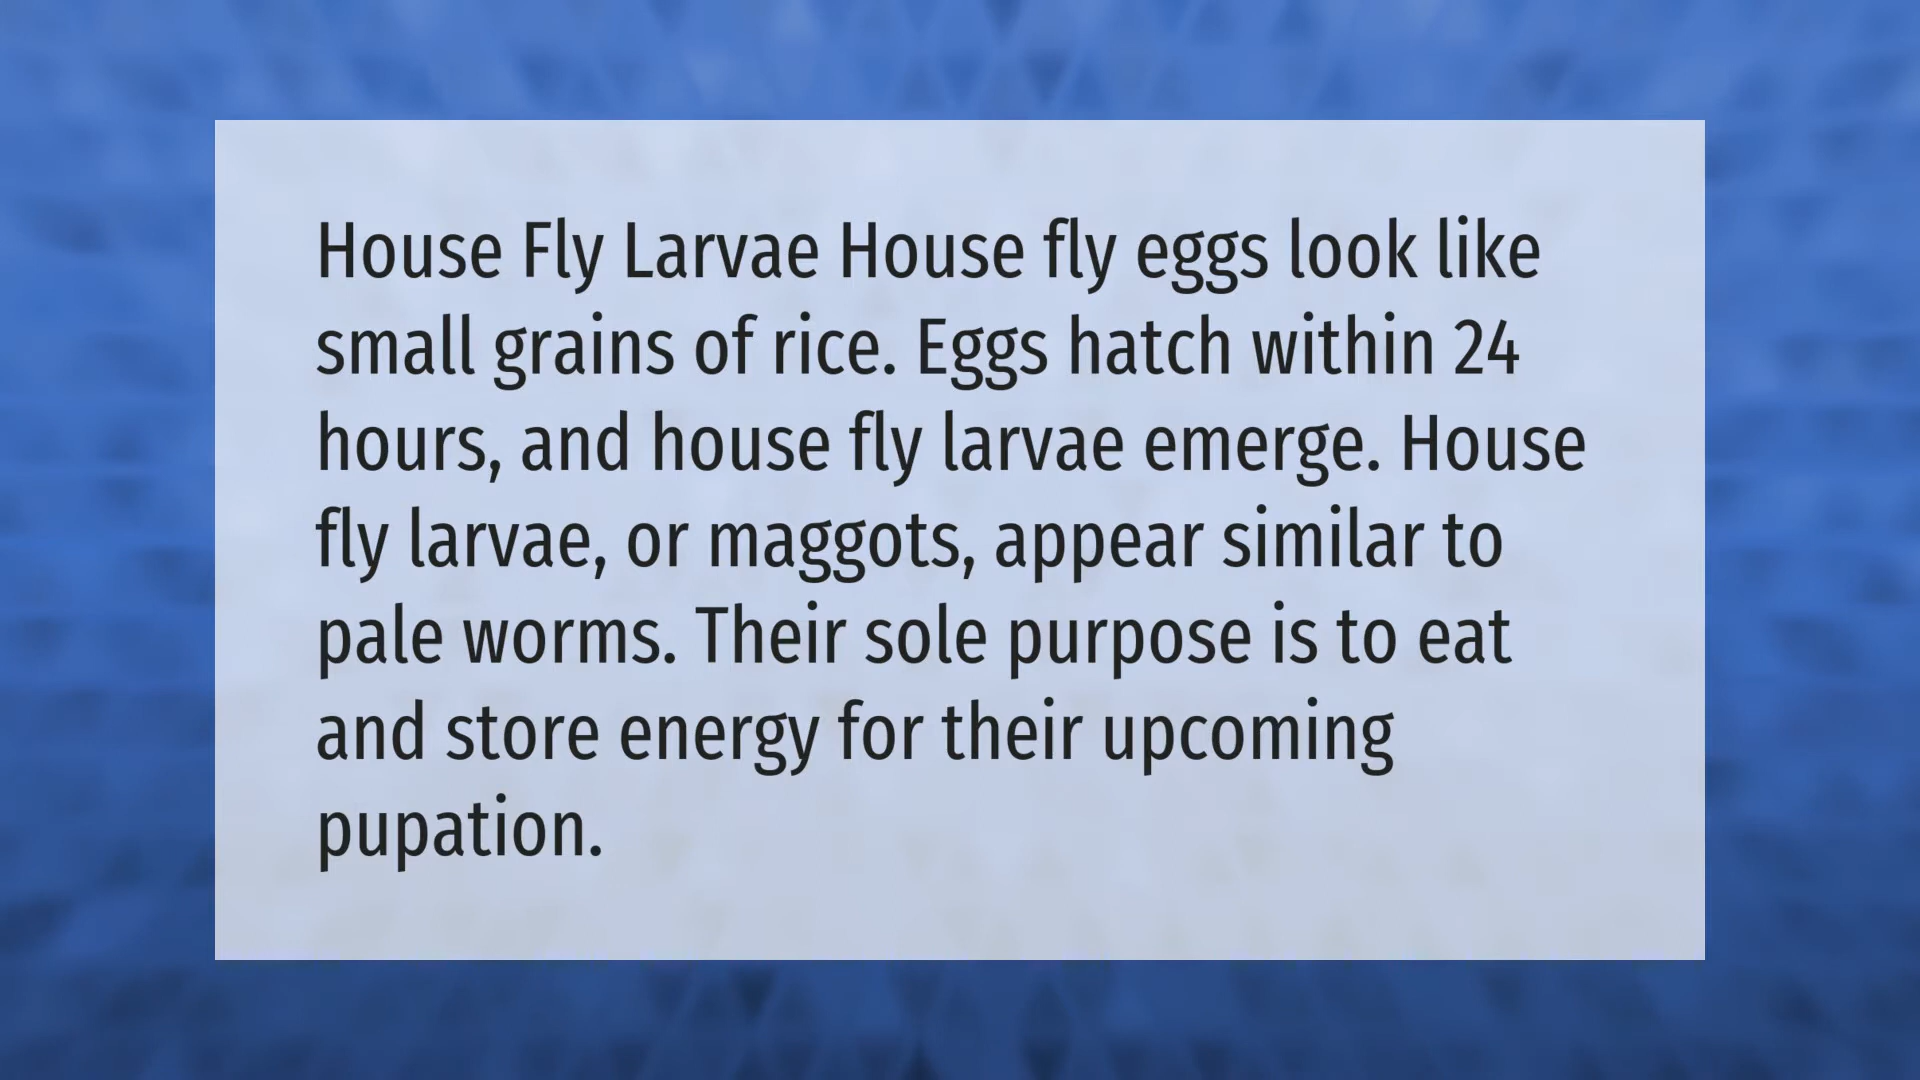 House Fly Larvae House fly eggs look like
small grains of rice. Eggs hatch within 24
hours, and house fly larvae emerge. House
fly larvae, or maggots, appear similar to
pale worms. Their sole purpose is to eat
and store energy for their upcoming
pupation.